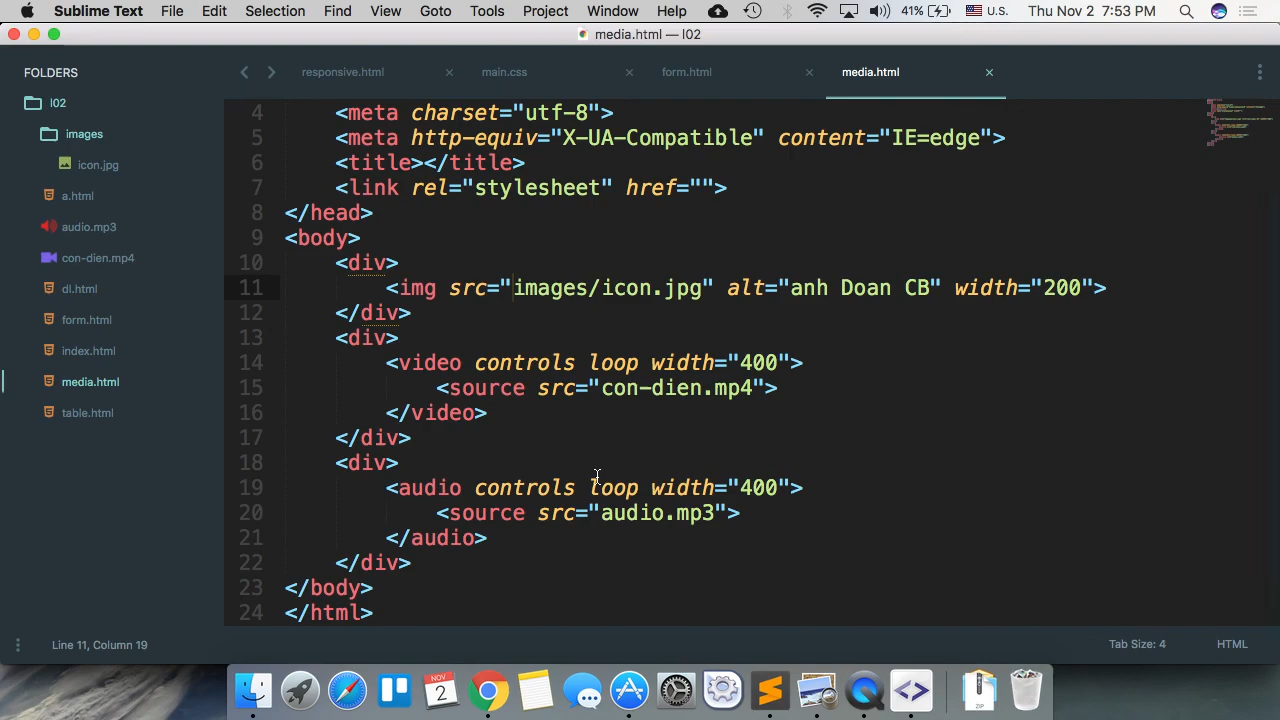 Sublime Text File Edit Selection Find View Goto Tools Project Window Help 41% U.S. Thu Nov 2 7:53 PM
media.html — l02
FOLDERS
l02
images
icon.jpg
a.html
audio.mp3
con-dien.mp4
dl.html
form.html
index.html
media.html
table.html
responsive.html × main.css × form.html × media.html ×
4 <meta charset="utf-8">
5 <meta http-equiv="X-UA-Compatible" content="IE=edge">
6 <title></title>
7 <link rel="stylesheet" href="">
8 </head>
9 <body>
10 <div>
11 <img src="images/icon.jpg" alt="anh Doan CB" width="200">
12 </div>
13 <div>
14 <video controls loop width="400">
15 <source src="con-dien.mp4">
16 </video>
17 </div>
18 <div>
19 <audio controls loop width="400">
20 <source src="audio.mp3">
21 </audio>
22 </div>
23 </body>
24 </html>
Line 11, Column 19 Tab Size: 4 HTML
NOV
2
ZIP